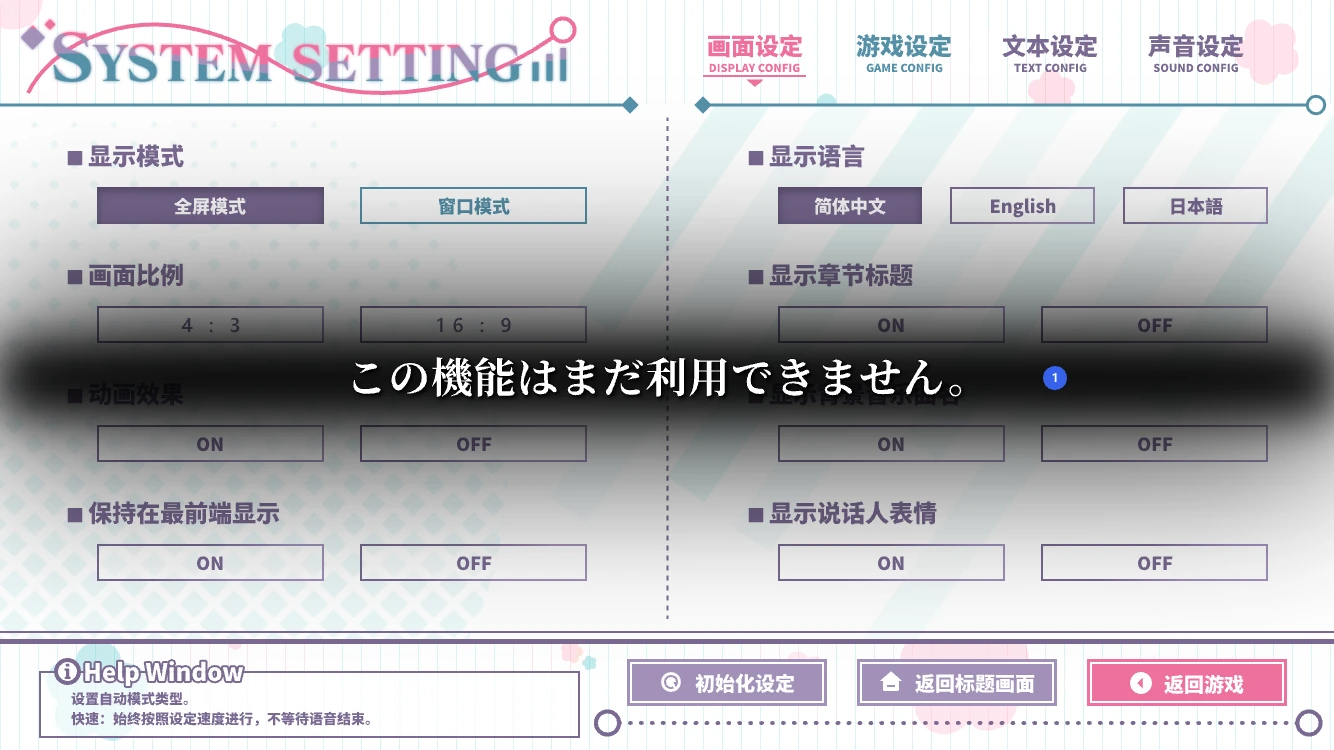 SYSTEM SETTING
画面设定
DISPLAY CONFIG
游戏设定
GAME CONFIG
文本设定
TEXT CONFIG
声音设定
SOUND CONFIG
■显示模式
全屏模式
窗口模式
■画面比例
4 : 3
16 : 9
■动画效果
ON
OFF
■保持在最前端显示
ON
OFF
■显示语言
简体中文
English
日本語
■显示章节标题
ON
OFF
この機能はまだ利用できません。
1
ON
OFF
■显示说话人表情
ON
OFF
Help Window
设置自动模式类型。
快速：始终按照设定速度进行，不等待语音结束。
初始化设定
返回标题画面
返回游戏